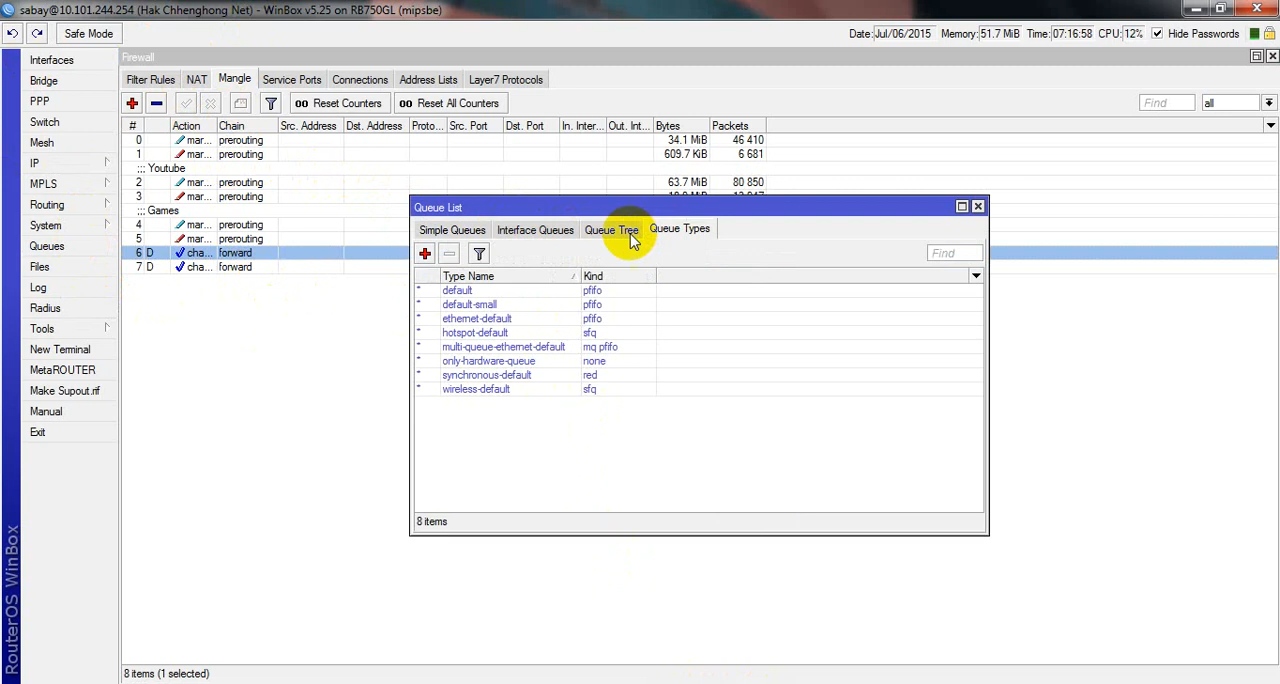 sabay@10.101.244.254 (Hak Chhenghong Net) - WinBox v5.25 on RB750GL (mipsbe)
Safe Mode Date: Jul/06/2015 Memory: 51.7 MiB Time: 07:16:58 CPU: 12% Hide Passwords
Interfaces
Bridge
PPP
Switch
Mesh
IP
MPLS
Routing
System
Queues
Files
Log
Radius
Tools
New Terminal
MetaROUTER
Make Supout.rif
Manual
Exit
RouterOS WinBox
Firewall
Filter Rules NAT Mangle Service Ports Connections Address Lists Layer7 Protocols
00 Reset Counters 00 Reset All Counters Find all
# Action Chain Src. Address Dst. Address Proto... Src. Port Dst. Port In. Inter... Out. Int... Bytes Packets
0 mar... prerouting 34.1 MiB 46 410
1 mar... prerouting 609.7 KiB 6 681
::: Youtube
2 mar... prerouting 63.7 MiB 80 850
3 mar... prerouting
::: Games
4 mar... prerouting
5 mar... prerouting
6 D cha... forward
7 D cha... forward
Queue List
Simple Queues Interface Queues Queue Tree Queue Types
Find
Type Name Kind
* default pfifo
* default-small pfifo
* ethernet-default pfifo
* hotspot-default sfq
* multi-queue-ethernet-default mq pfifo
* only-hardware-queue none
* synchronous-default red
* wireless-default sfq
8 items
8 items (1 selected)